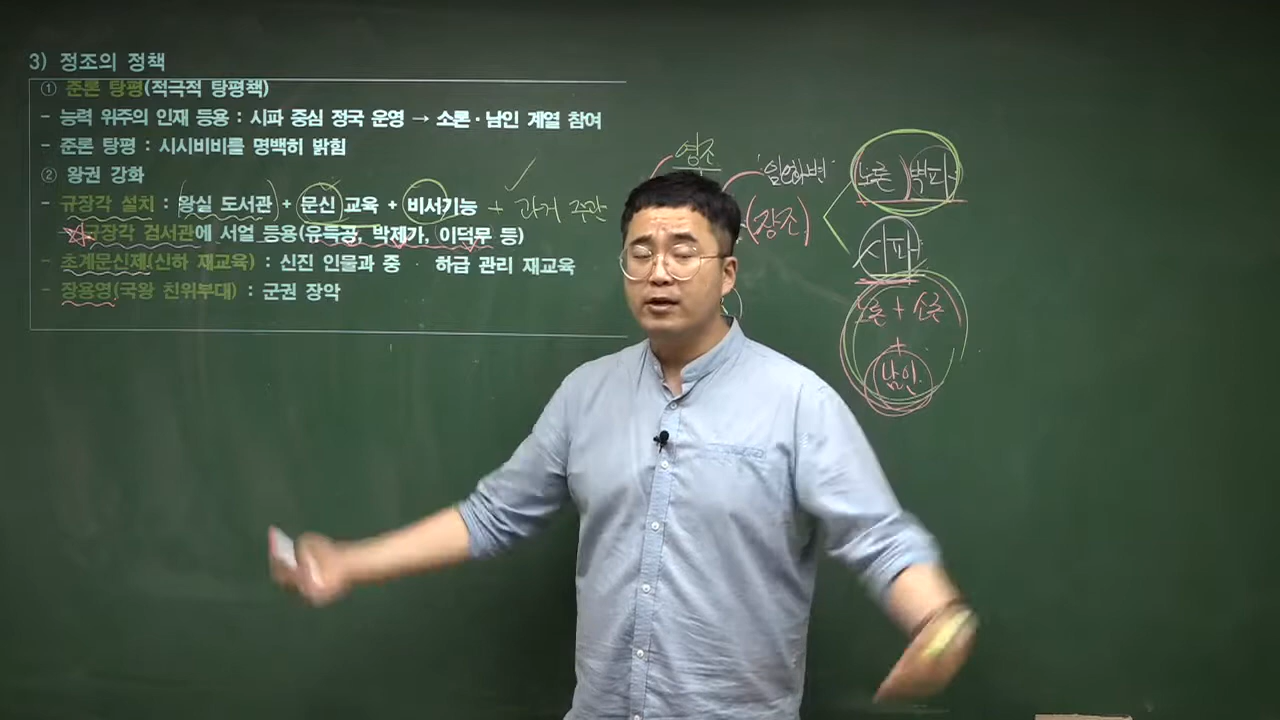 3) 정조의 정책
① 준론 탕평(적극적 탕평책)
- 능력 위주의 인재 등용 : 시파 중심 정국 운영 → 소론·남인 계열 참여
- 준론 탕평 : 시시비비를 명백히 밝힘
② 왕권 강화
- 규장각 설치 : 왕실 도서관 + 문신 교육 + 비서기능 + 과거 주관
규장각 검서관에 서얼 등용(유득공, 박제가, 이덕무 등)
- 초계문신제(신하 재교육) : 신진 인물과 중 하급 관리 재교육
- 장용영(국왕 친위부대) : 군권 장악
영조
'임오화변'
(장조)
노론 벽파
시파
노론 + 소론
+
남인